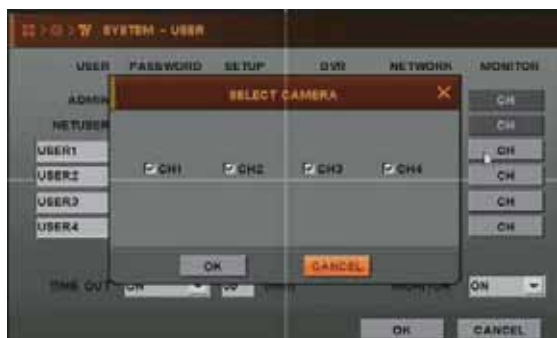 SYSTEM - USER
USER PASSWORD SETUP DVR NETWORK MONITOR
SELECT CAMERA
ADMIN CH
NETUSER CH
USER1 CH
CH1 CH2 CH3 CH4
USER2 CH
USER3 CH
USER4 CH
OK CANCEL
TIME OUT ON MONITOR ON
OK CANCEL